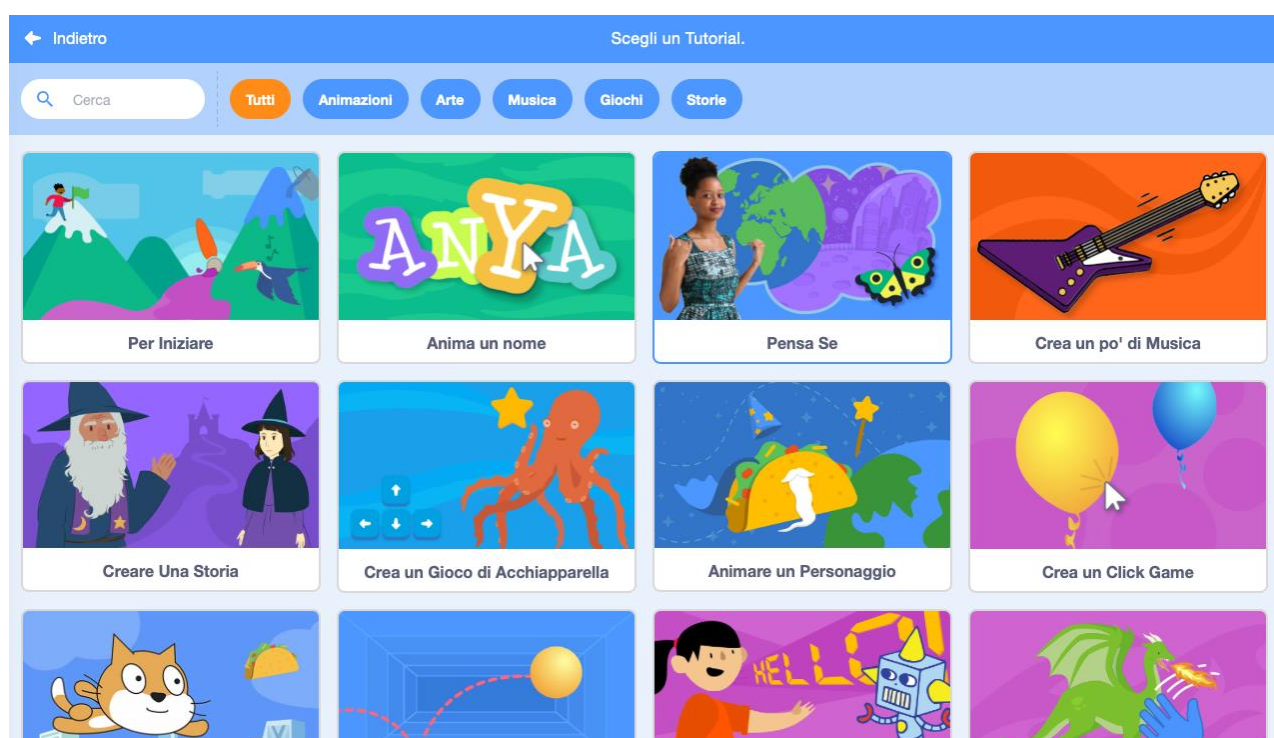 Indietro
Scegli un Tutorial.
Cerca
Tutti
Animazioni
Arte
Musica
Giochi
Storie
ANYA
Per Iniziare
Anima un nome
Pensa Se
Crea un po' di Musica
Creare Una Storia
Crea un Gioco di Acchiapparella
Animare un Personaggio
Crea un Click Game
HELLO